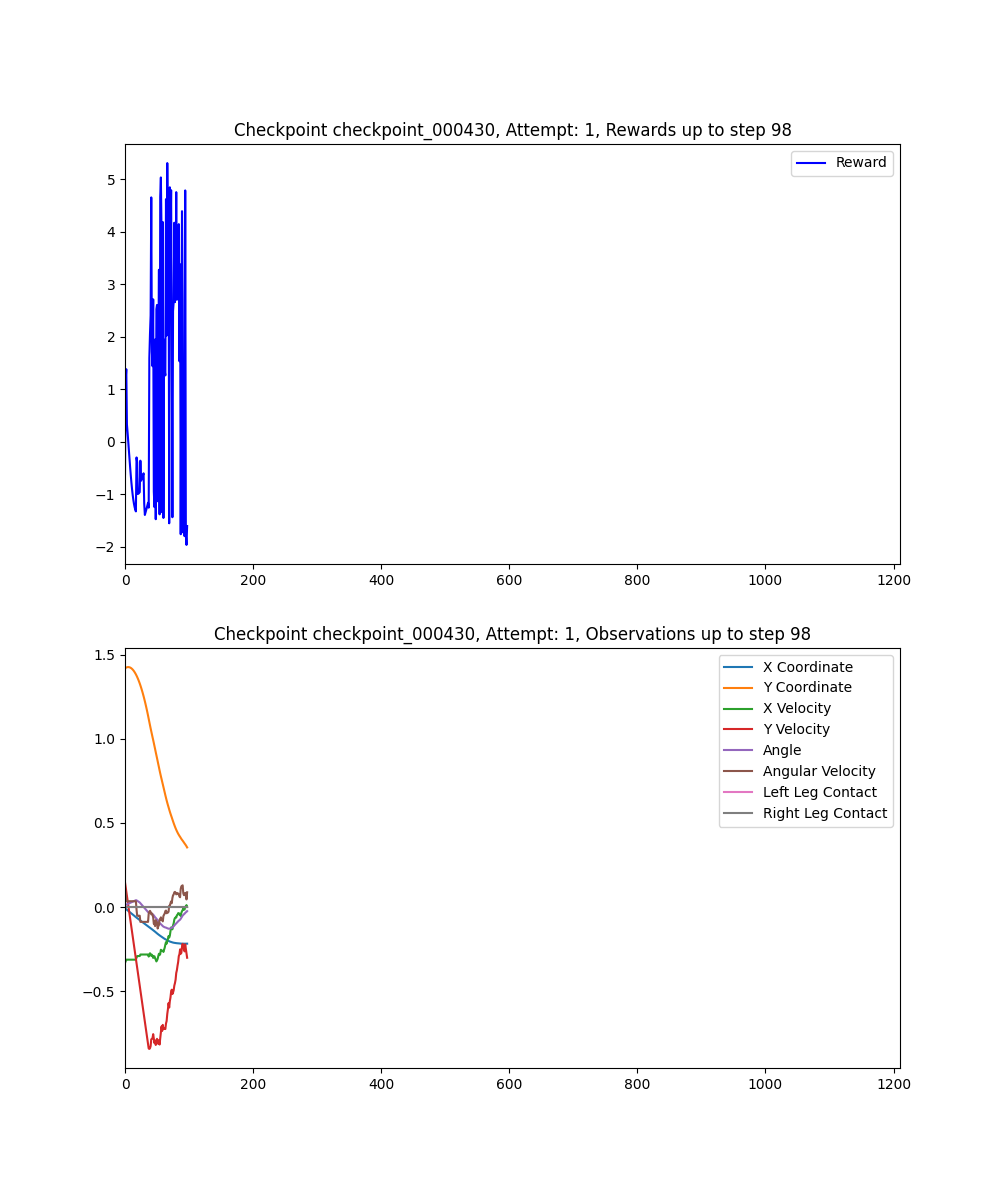 Checkpoint checkpoint_000430, Attempt: 1, Rewards up to step 98
Reward
5
4
3
2
1
0
−1
−2
0 200 400 600 800 1000 1200
Checkpoint checkpoint_000430, Attempt: 1, Observations up to step 98
X Coordinate
Y Coordinate
X Velocity
Y Velocity
Angle
Angular Velocity
Left Leg Contact
Right Leg Contact
1.5
1.0
0.5
0.0
−0.5
0 200 400 600 800 1000 1200